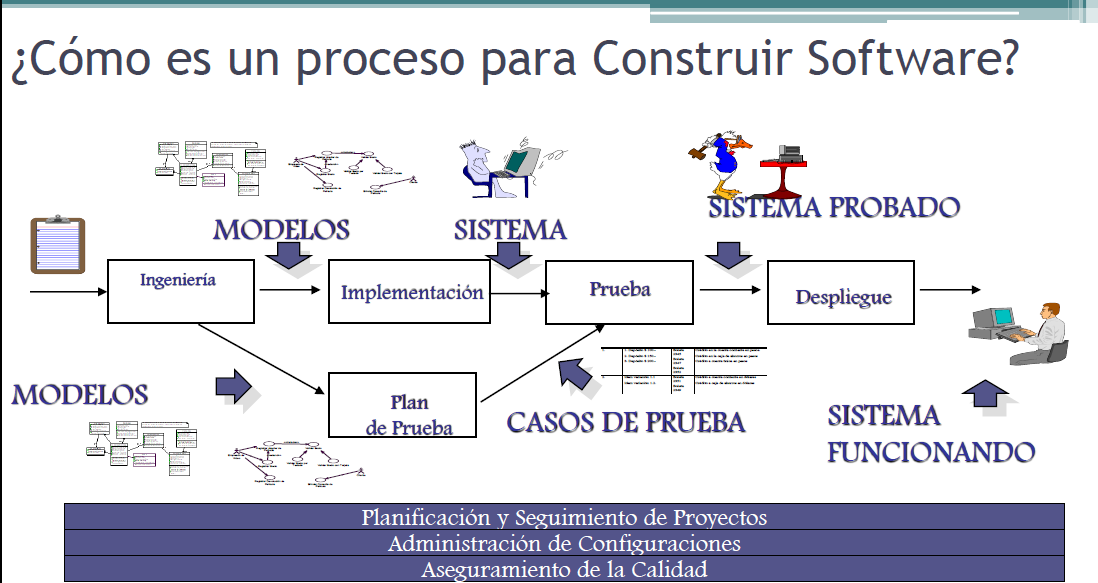 ¿Cómo es un proceso para Construir Software?
MODELOS
SISTEMA
SISTEMA PROBADO
Ingeniería
Implementación
Prueba
Despliegue
MODELOS
Plan
de Prueba
CASOS DE PRUEBA
SISTEMA
FUNCIONANDO
Planificación y Seguimiento de Proyectos
Administración de Configuraciones
Aseguramiento de la Calidad